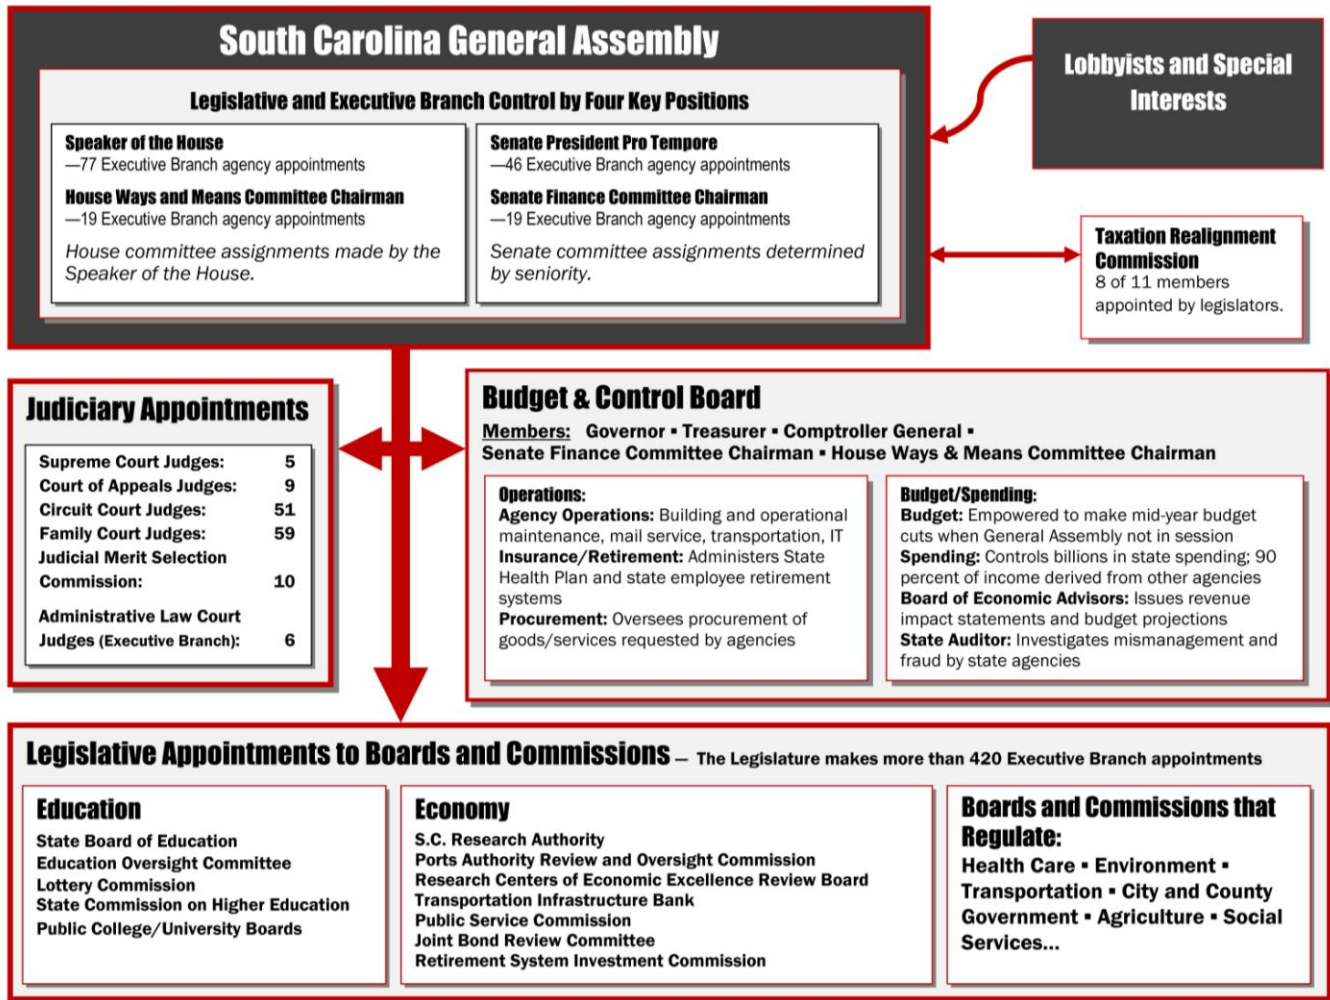 South Carolina General Assembly
Legislative and Executive Branch Control by Four Key Positions
Speaker of the House
—77 Executive Branch agency appointments
House Ways and Means Committee Chairman
—19 Executive Branch agency appointments
House committee assignments made by the
Speaker of the House.
Senate President Pro Tempore
—46 Executive Branch agency appointments
Senate Finance Committee Chairman
—19 Executive Branch agency appointments
Senate committee assignments determined
by seniority.
Lobbyists and Special
Interests
Taxation Realignment
Commission
8 of 11 members
appointed by legislators.
Judiciary Appointments
Supreme Court Judges: 5
Court of Appeals Judges: 9
Circuit Court Judges: 51
Family Court Judges: 59
Judicial Merit Selection
Commission: 10
Administrative Law Court
Judges (Executive Branch): 6
Budget & Control Board
Members: Governor ▪ Treasurer ▪ Comptroller General ▪
Senate Finance Committee Chairman ▪ House Ways & Means Committee Chairman
Operations:
Agency Operations: Building and operational
maintenance, mail service, transportation, IT
Insurance/Retirement: Administers State
Health Plan and state employee retirement
systems
Procurement: Oversees procurement of
goods/services requested by agencies
Budget/Spending:
Budget: Empowered to make mid-year budget
cuts when General Assembly not in session
Spending: Controls billions in state spending; 90
percent of income derived from other agencies
Board of Economic Advisors: Issues revenue
impact statements and budget projections
State Auditor: Investigates mismanagement and
fraud by state agencies
Legislative Appointments to Boards and Commissions — The Legislature makes more than 420 Executive Branch appointments
Education
State Board of Education
Education Oversight Committee
Lottery Commission
State Commission on Higher Education
Public College/University Boards
Economy
S.C. Research Authority
Ports Authority Review and Oversight Commission
Research Centers of Economic Excellence Review Board
Transportation Infrastructure Bank
Public Service Commission
Joint Bond Review Committee
Retirement System Investment Commission
Boards and Commissions that
Regulate:
Health Care ▪ Environment ▪
Transportation ▪ City and County
Government ▪ Agriculture ▪ Social
Services...